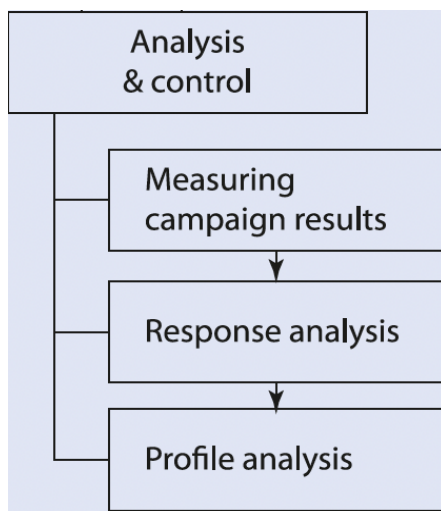 Analysis
& control
Measuring
campaign results
Response analysis
Profile analysis